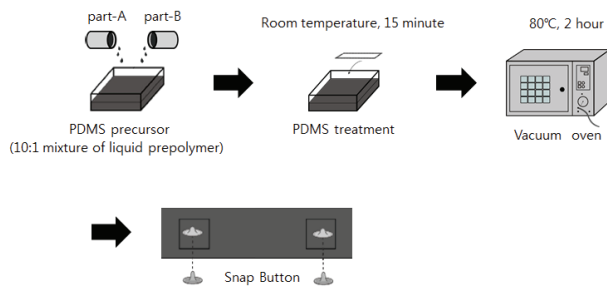 part-A part-B
Room temperature, 15 minute
80℃, 2 hour
PDMS precursor
(10:1 mixture of liquid prepolymer)
PDMS treatment
Vacuum oven
Snap Button